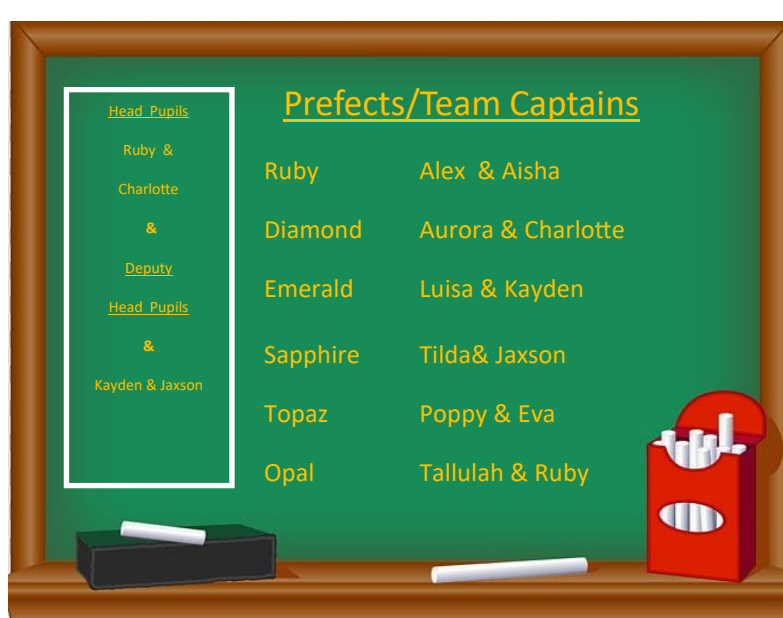 Head Pupils
Ruby &
Charlotte
&
Deputy
Head Pupils
&
Kayden & Jaxson
Prefects/Team Captains
Ruby Alex & Aisha
Diamond Aurora & Charlotte
Emerald Luisa & Kayden
Sapphire Tilda& Jaxson
Topaz Poppy & Eva
Opal Tallulah & Ruby